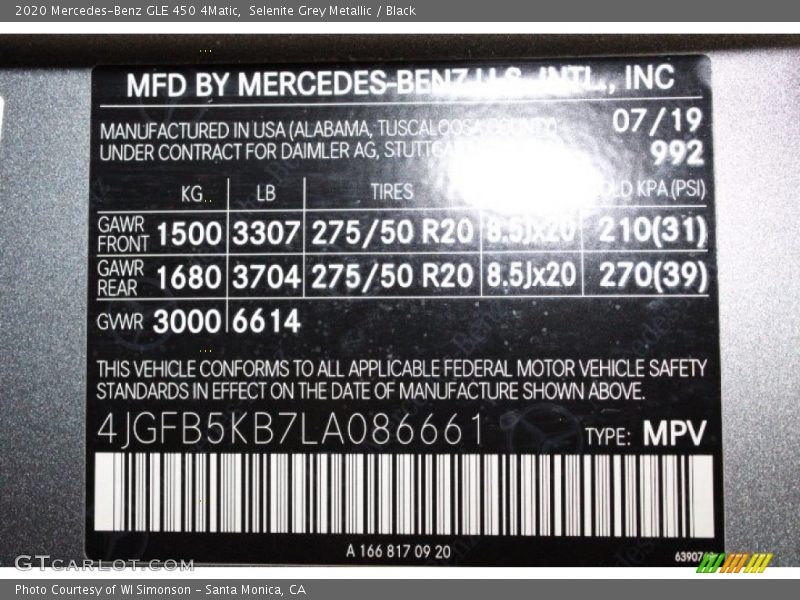 2020 Mercedes-Benz GLE 450 4Matic,  Selenite Grey Metallic / Black
MFD BY MERCEDES-BENZ U.S. INTL., INC
MANUFACTURED IN USA (ALABAMA, TUSCALOOSA COUNTY) 07/19
UNDER CONTRACT FOR DAIMLER AG, 992
KG LB TIRES KPA (PSI)
GAWR FRONT 1500 3307 275/50 R20 8.5Jx20 210(31)
GAWR REAR 1680 3704 275/50 R20 8.5Jx20 270(39)
GVWR 3000 6614
THIS VEHICLE CONFORMS TO ALL APPLICABLE FEDERAL MOTOR VEHICLE SAFETY
STANDARDS IN EFFECT ON THE DATE OF MANUFACTURE SHOWN ABOVE.
4JGFB5KB7LA086661 TYPE: MPV
A 166 817 09 20
GTcarlot.com
Photo Courtesy of WI Simonson - Santa Monica, CA